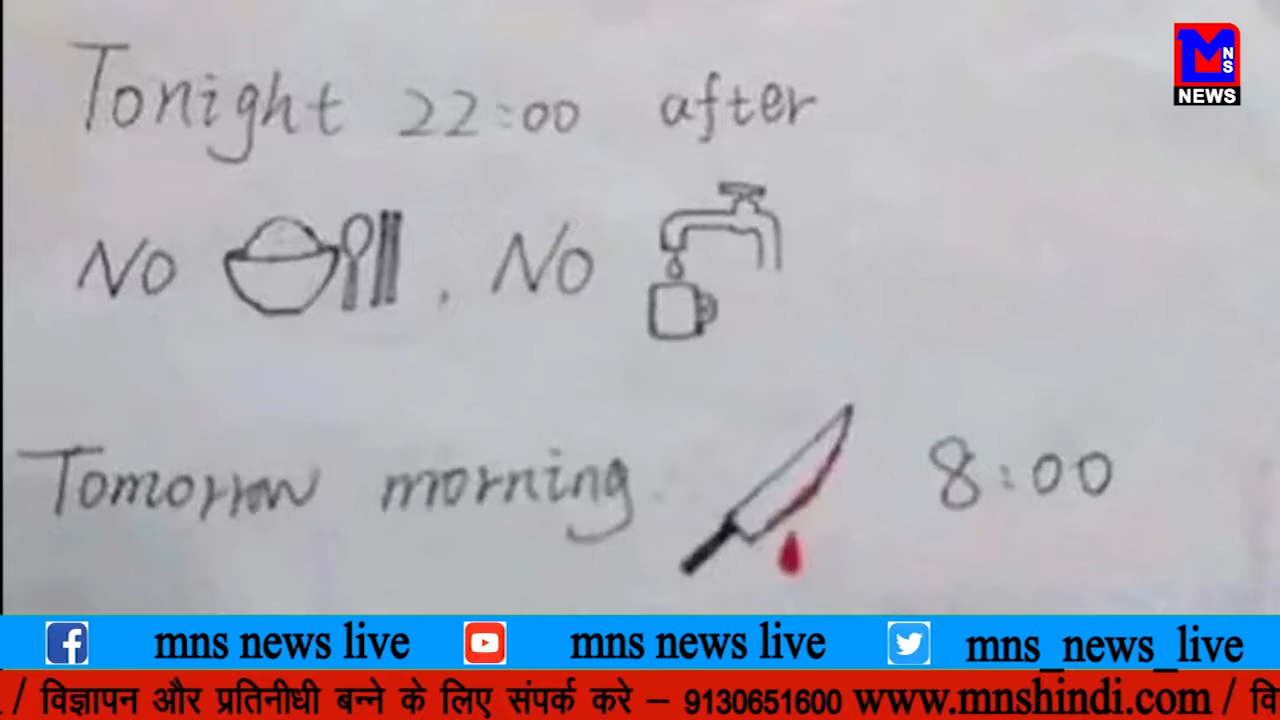 MNS
NEWS
Tonight 22:00 after
No , No
Tomorrow morning 8:00
mns news live mns news live mns_news_live
/ विज्ञापन और प्रतिनीधी बन्ने के लिए संपर्क करे – 9130651600 www.mnshindi.com / वि